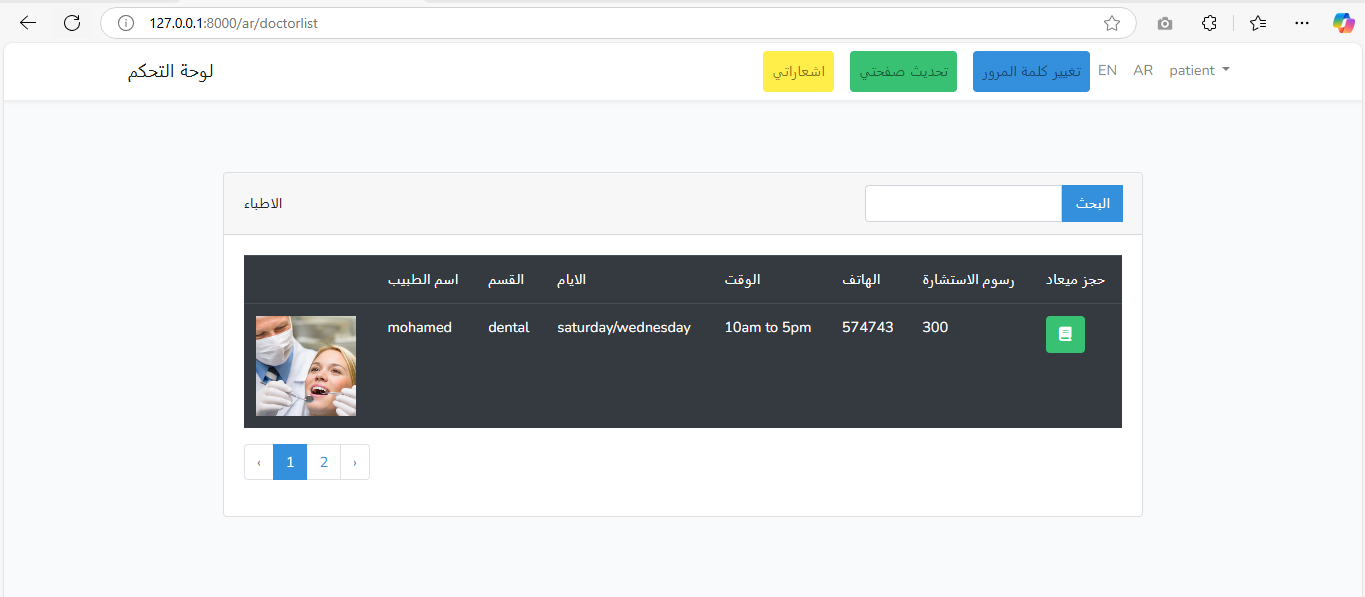 127.0.0.1:8000/ar/doctorlist
لوحة التحكم
اشعاراتي
تحديث صفحتي
تغيير كلمة المرور
EN
AR
patient
الاطباء
البحث
اسم الطبيب القسم الايام الوقت الهاتف رسوم الاستشارة حجز ميعاد
mohamed dental saturday/wednesday 10am to 5pm 574743 300
‹ 1 2 ›